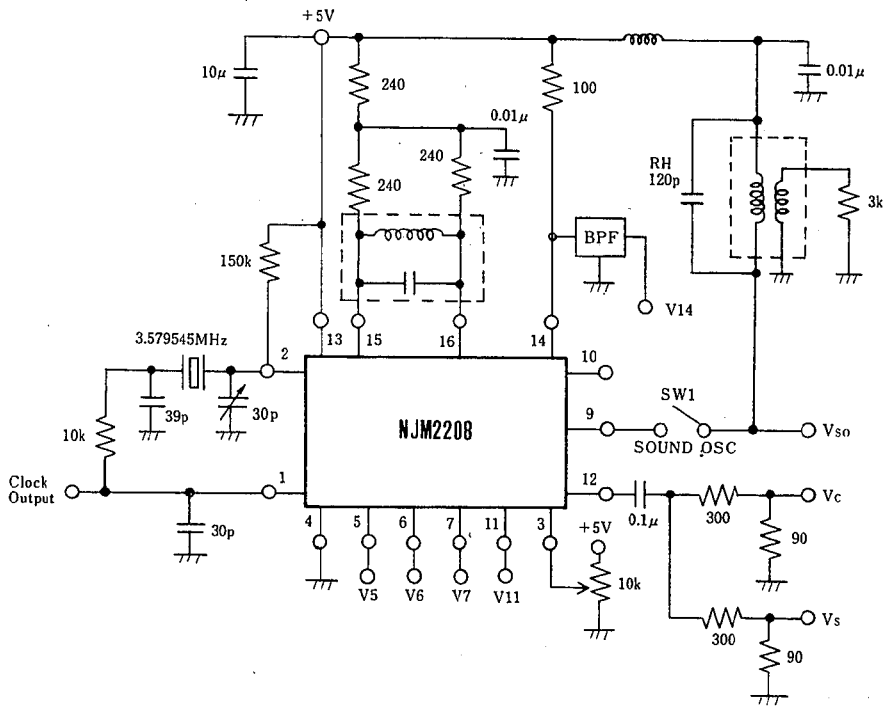 +5V
10μ
240
100
0.01μ
0.01μ
240
240
RH
120p
3k
BPF
150k
V14
3.579545MHz
2
13
15
16
14
10
39p
30p
NJM2208
9
SW1
SOUND OSC
Vso
10k
Clock
Output
1
12
0.1μ
300
Vc
30p
4
5
6
7
11
3
+5V
90
V5
V6
V7
V11
10k
300
Vs
90